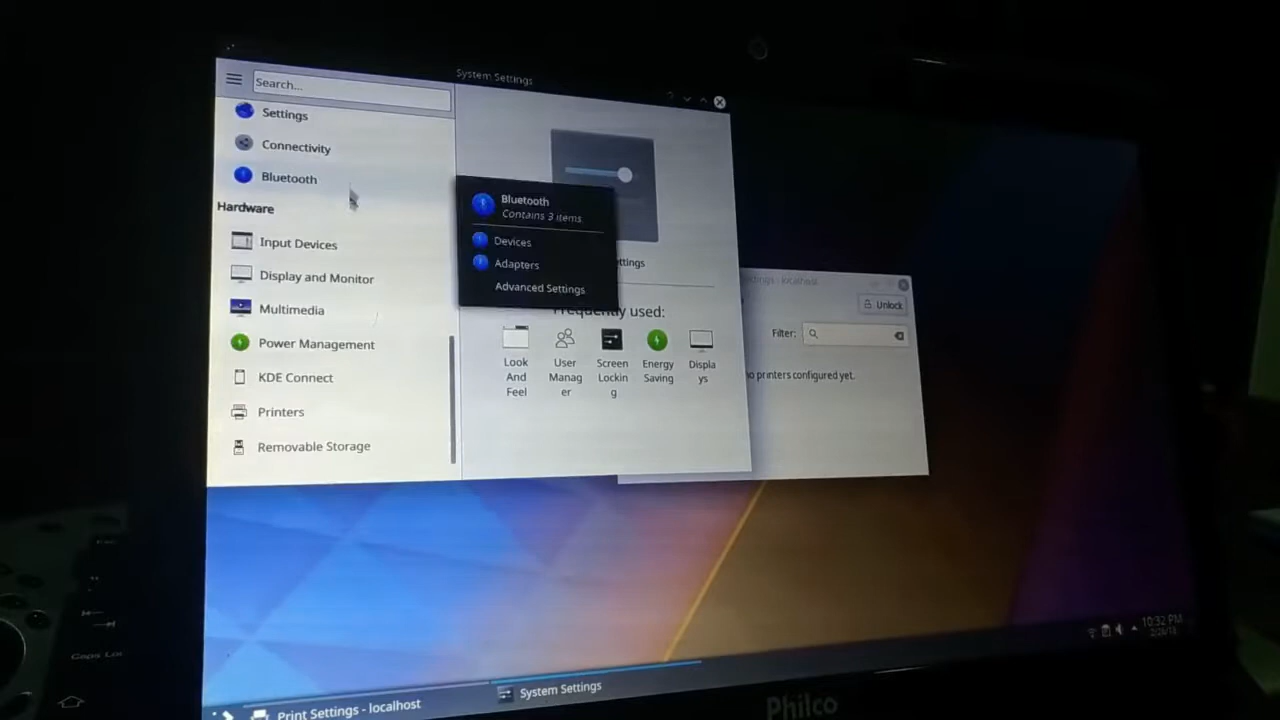 System Settings
Search...
Settings
Connectivity
Bluetooth
Hardware
Input Devices
Display and Monitor
Multimedia
Power Management
KDE Connect
Printers
Removable Storage
Bluetooth
Contains 3 items
Devices
Adapters
Advanced Settings
ttings
Frequently used:
Look
And
Feel
User
Manag
er
Screen
Lockin
g
Energy
Saving
Displa
ys
ettings - localhost
Unlock
Filter:
o printers configured yet.
Print Settings - localhost
System Settings
10:32 PM
Caps Loc
Philco